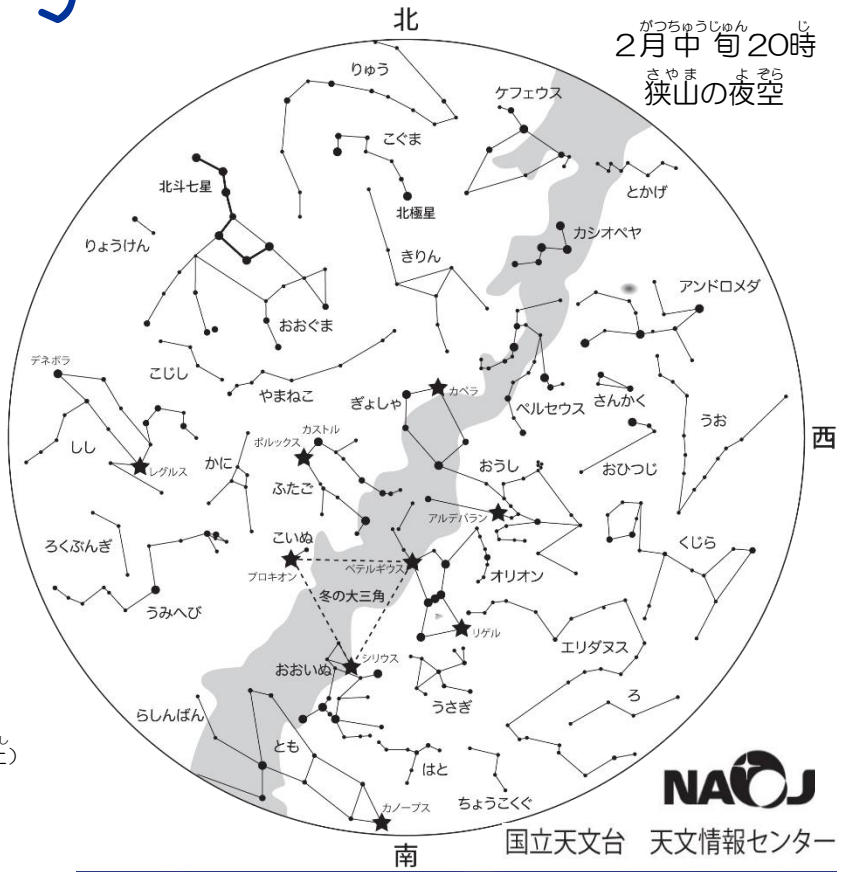 北
2月中旬20時
がつちゅうじゅん じ
狭山の夜空
さやま よぞら
りゅう
ケフェウス
こぐま
北斗七星
北極星
とかげ
りょうけん
カシオペヤ
きりん
アンドロメダ
おおぐま
デネボラ
こじし
やまねこ
ぎょしゃ
カペラ
ペルセウス
さんかく
うお
西
しし
レグルス
かに
カストル
ポルックス
ふたご
おうし
おひつじ
アルデバラン
ろくぶんぎ
こいぬ
プロキオン
ベテルギウス
オリオン
くじら
冬の大三角
うみへび
リゲル
エリダヌス
おおいぬ
シリウス
うさぎ
ろ
らしんばん
とも
はと
ちょうこくぐ
カノープス
南
NAOJ
国立天文台 天文情報センター